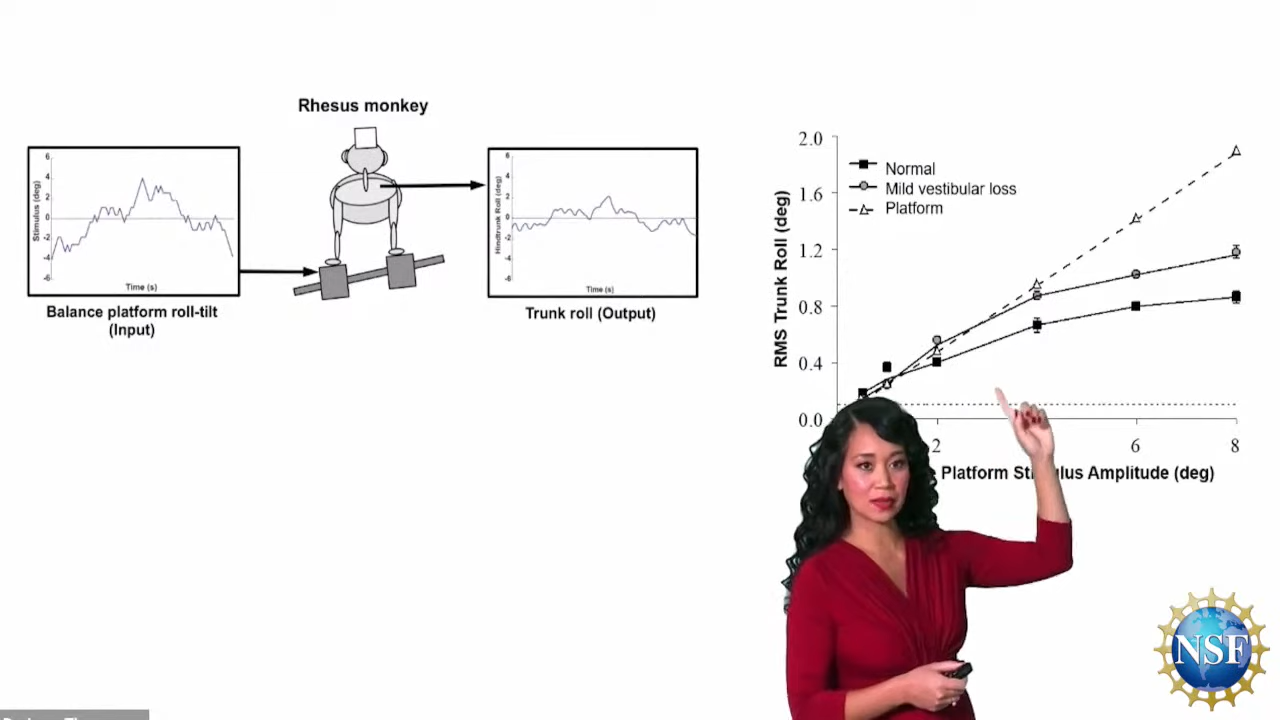 Rhesus monkey
6
4
2
0
-2
-4
-6
Stimulus (deg)
Time (s)
Balance platform roll-tilt
(Input)
6
4
2
0
-2
-4
-6
Hindtrunk Roll (deg)
Time (s)
Trunk roll (Output)
2.0
1.6
1.2
0.8
0.4
0.0
RMS Trunk Roll (deg)
Normal
Mild vestibular loss
Platform
2
6
8
Platform Stimulus Amplitude (deg)
NSF